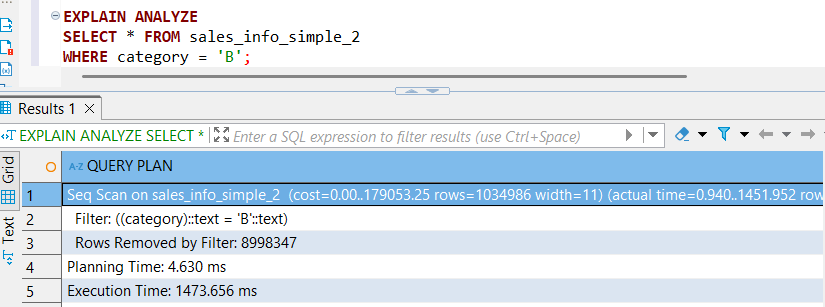 EXPLAIN ANALYZE
SELECT * FROM sales_info_simple_2
WHERE category = 'B';
Results 1
EXPLAIN ANALYZE SELECT * Enter a SQL expression to filter results (use Ctrl+Space)
Grid
Text
A-Z QUERY PLAN
1 Seq Scan on sales_info_simple_2 (cost=0.00..179053.25 rows=1034986 width=11) (actual time=0.940..1451.952 row
2 Filter: ((category)::text = 'B'::text)
3 Rows Removed by Filter: 8998347
4 Planning Time: 4.630 ms
5 Execution Time: 1473.656 ms